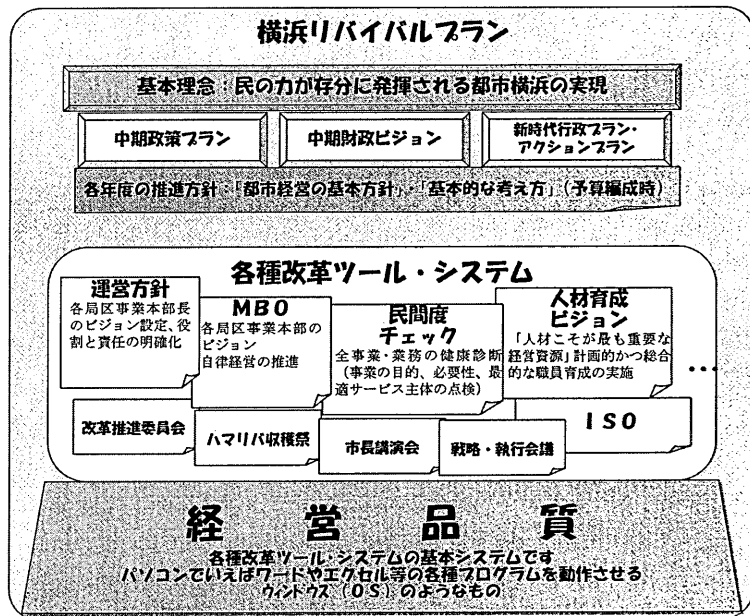 横浜リバイバルプラン
基本理念：民の力が存分に発揮される都市横浜の実現
中期政策プラン
中期財政ビジョン
新時代行政プラン・
アクションプラン
各年度の推進方針：「都市経営の基本方針」・「基本的な考え方」（予算編成時）
各種改革ツール・システム
運営方針
各局区事業本部長
のビジョン設定、役
割と責任の明確化
ＭＢＯ
各局区事業本部の
ビジョン
自律経営の推進
民間度
チェック
全事業・業務の健康診断
（事業の目的、必要性、最
適サービス主体の点検）
人材育成
ビジョン
「人材こそが最も重要な
経営資源」計画的かつ総合
的な職員育成の実施
・・・
改革推進委員会
ハマリバ収穫祭
市長講演会
戦略・執行会議
ＩＳＯ
経営品質
各種改革ツール・システムの基本システムです
パソコンでいえばワードやエクセル等の各種プログラムを動作させる
ウィンドウズ（ＯＳ）のようなもの